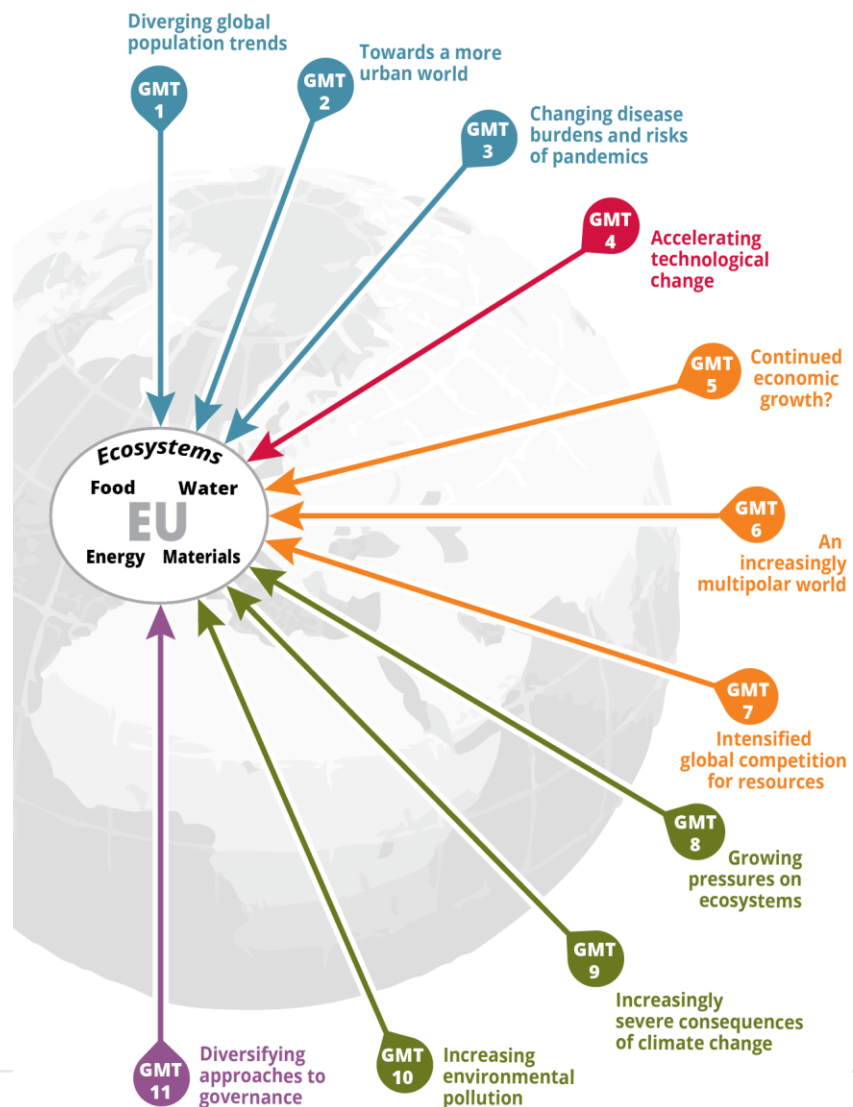 Diverging global
population trends
GMT
1
Towards a more
urban world
GMT
2
Changing disease
burdens and risks
of pandemics
GMT
3
GMT
4
Accelerating
technological
change
GMT
5
Continued
economic
growth?
Ecosystems
Food Water
EU
Energy Materials
GMT
6
An
increasingly
multipolar world
GMT
7
Intensified
global competition
for resources
GMT
8
Growing
pressures on
ecosystems
GMT
9
Increasingly
severe consequences
of climate change
GMT
10
Increasing
environmental
pollution
GMT
11
Diversifying
approaches to
governance